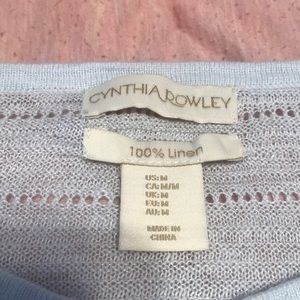 CYNTHIA ROWLEY
100% Linen
US: M
CA: M/M
UK: M
EU: M
AU: M
MADE IN
CHINA